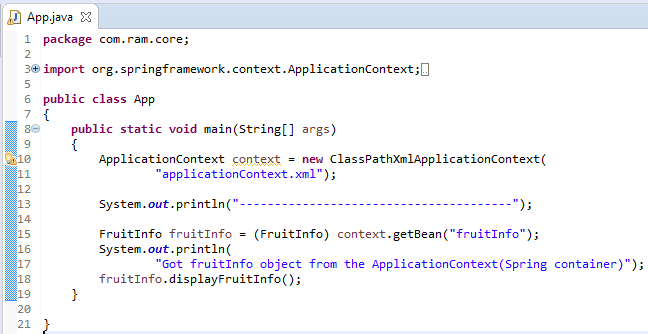 App.java
1 package com.ram.core;
2
3 import org.springframework.context.ApplicationContext;
5
6 public class App
7 {
8 public static void main(String[] args)
9 {
10 ApplicationContext context = new ClassPathXmlApplicationContext(
11 "applicationContext.xml");
12
13 System.out.println("---------------------------------------");
14
15 FruitInfo fruitInfo = (FruitInfo) context.getBean("fruitInfo");
16 System.out.println(
17 "Got fruitInfo object from the ApplicationContext(Spring container)");
18 fruitInfo.displayFruitInfo();
19 }
20
21 }